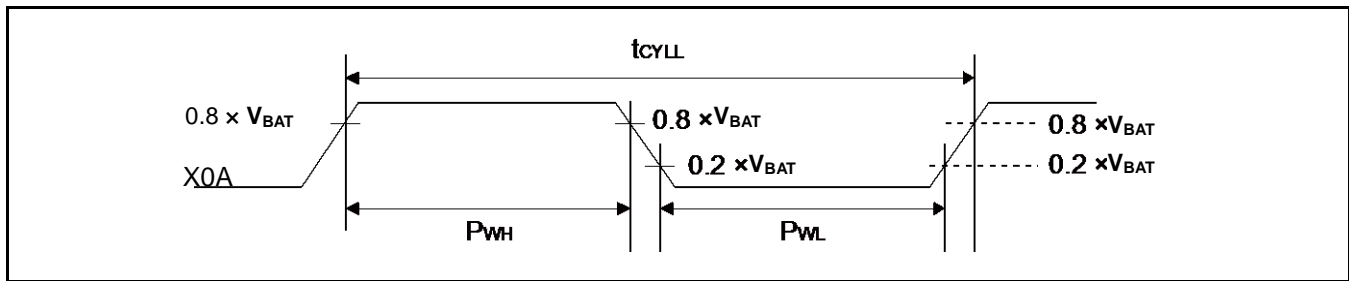 tCYLL
0.8 × VBAT
0.8 ×VBAT
0.8 ×VBAT
X0A
0.2 ×VBAT
0.2 ×VBAT
PWH
PWL